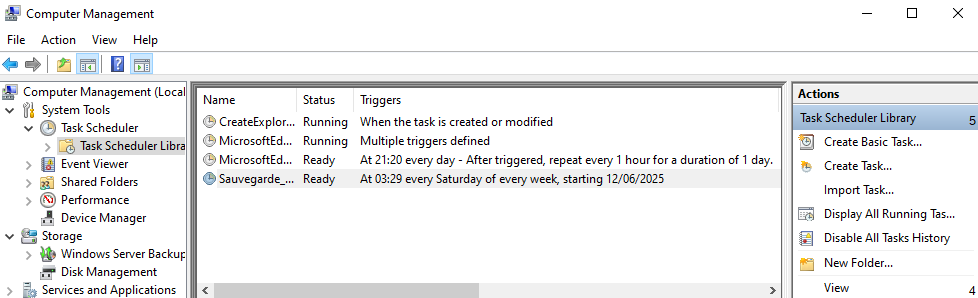 Computer Management
File Action View Help
Computer Management (Local
System Tools
Task Scheduler
Task Scheduler Libra
Event Viewer
Shared Folders
Performance
Device Manager
Storage
Windows Server Backup
Disk Management
Services and Applications
Name Status Triggers
CreateExplor... Running When the task is created or modified
MicrosoftEd... Running Multiple triggers defined
MicrosoftEd... Ready At 21:20 every day - After triggered, repeat every 1 hour for a duration of 1 day.
Sauvegarde_... Ready At 03:29 every Saturday of every week, starting 12/06/2025
Actions
Task Scheduler Library
Create Basic Task...
Create Task...
Import Task...
Display All Running Tas...
Disable All Tasks History
New Folder...
View